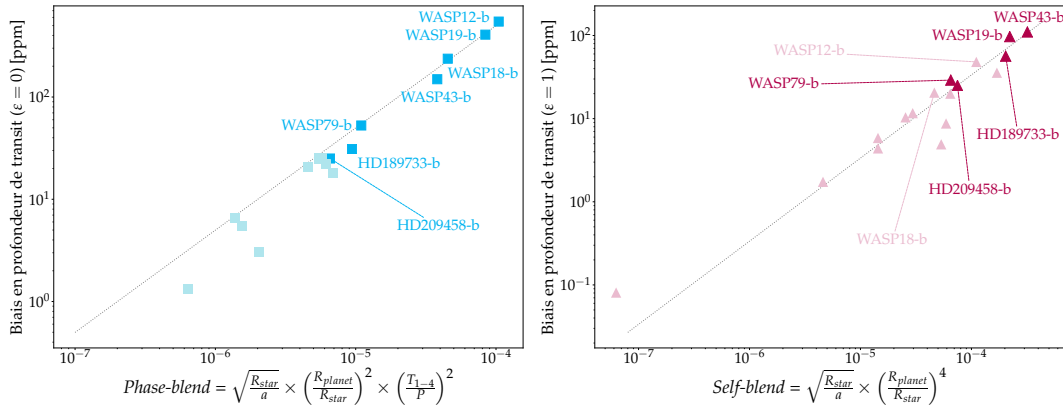 Biais en profondeur de transit (ε = 0) [ppm]
10² 10¹ 10⁰
WASP12-b
WASP19-b
WASP18-b
WASP43-b
WASP79-b
HD189733-b
HD209458-b
10⁻⁷ 10⁻⁶ 10⁻⁵ 10⁻⁴
Phase-blend = √(R_star/a) × (R_planet/R_star)² × (T₁₋₄/P)²
Biais en profondeur de transit (ε = 1) [ppm]
10² 10¹ 10⁰ 10⁻¹
WASP43-b
WASP19-b
WASP12-b
WASP79-b
HD189733-b
HD209458-b
WASP18-b
10⁻⁷ 10⁻⁶ 10⁻⁵ 10⁻⁴
Self-blend = √(R_star/a) × (R_planet/R_star)⁴